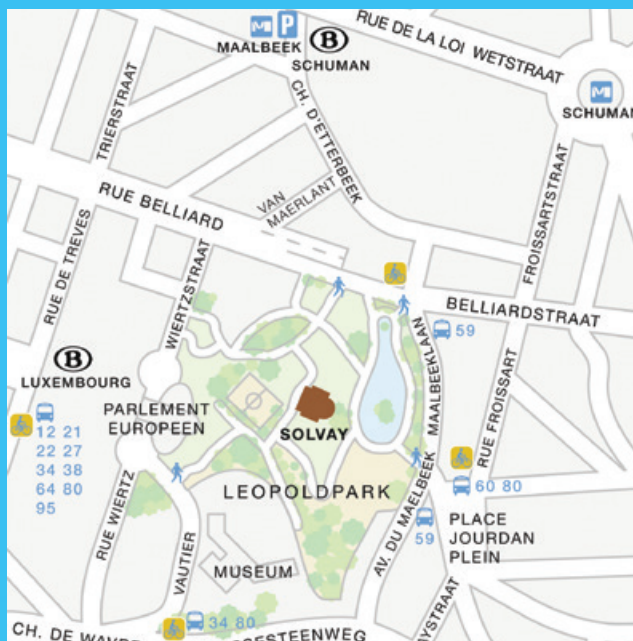 RUE DE LA LOI WETSTRAAT
P
MAALBEEK
B
SCHUMAN
M
SCHUMAN
TRIERSTRAAT
CH. D'ETTERBEEK
VAN
MAERLANT
RUE BELLIARD
FROISSARTSTRAAT
RUE DE TREVES
WIERTZSTRAAT
BELLIARDSTRAAT
59
MAALBEEKLAAN
B
LUXEMBOURG
PARLEMENT
EUROPEEN
SOLVAY
RUE FROISSART
12 21
22 27
34 38
64 80
95
LEOPOLDPARK
60 80
59
PLACE
JOURDAN
PLEIN
AV. DU MAELBEEK
RUE WIERTZ
VAUTIER
MUSEUM
34 80
CH. DE